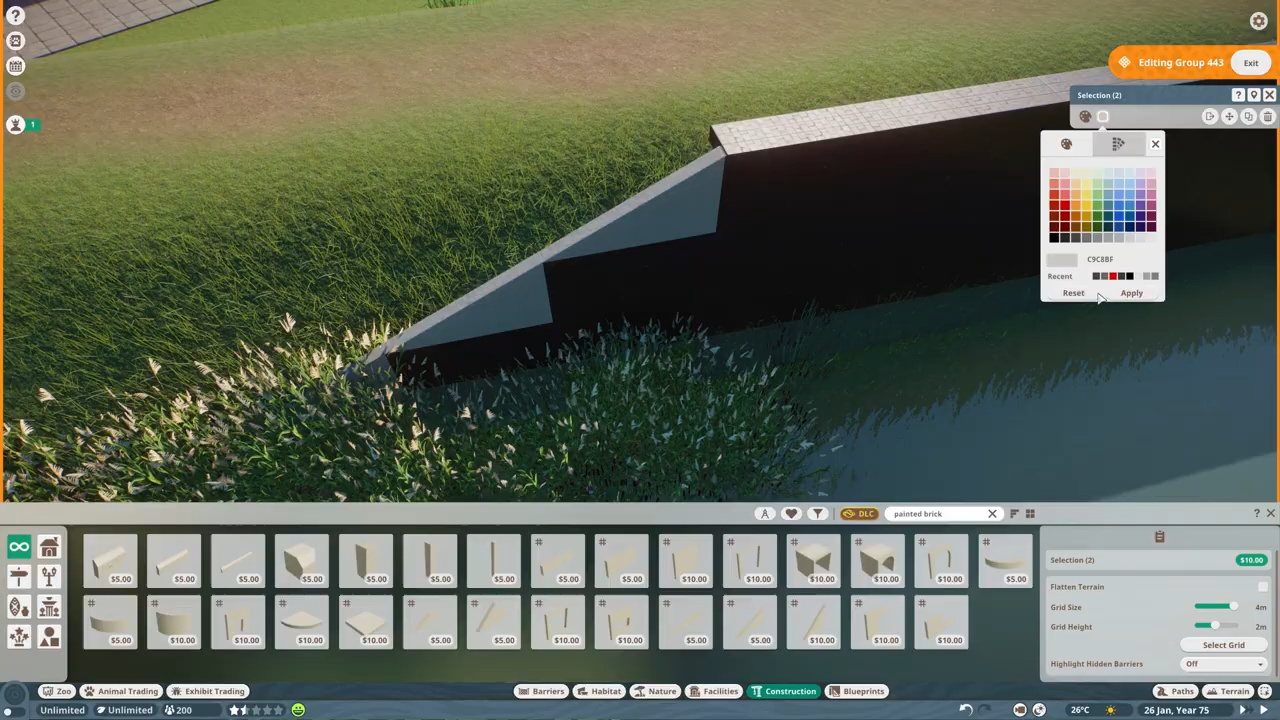 ?
Editing Group 443
Exit
1
Selection (2)
?
C9C8BF
Recent
Reset
Apply
DLC
painted brick
?
$5.00 $5.00 $5.00 $5.00 $5.00 $5.00 $5.00 $5.00 $5.00 $10.00 $10.00 $10.00 $10.00 $10.00 $5.00
$5.00 $10.00 $10.00 $10.00 $10.00 $5.00 $5.00 $10.00 $10.00 $5.00 $5.00 $10.00 $10.00 $10.00
Selection (2)
$10.00
Flatten Terrain
Grid Size
4m
Grid Height
2m
Select Grid
Highlight Hidden Barriers
Off
Zoo
Animal Trading
Exhibit Trading
Barriers
Habitat
Nature
Facilities
Construction
Blueprints
Paths
Terrain
Unlimited
Unlimited
200
26°C
26 Jan, Year 75